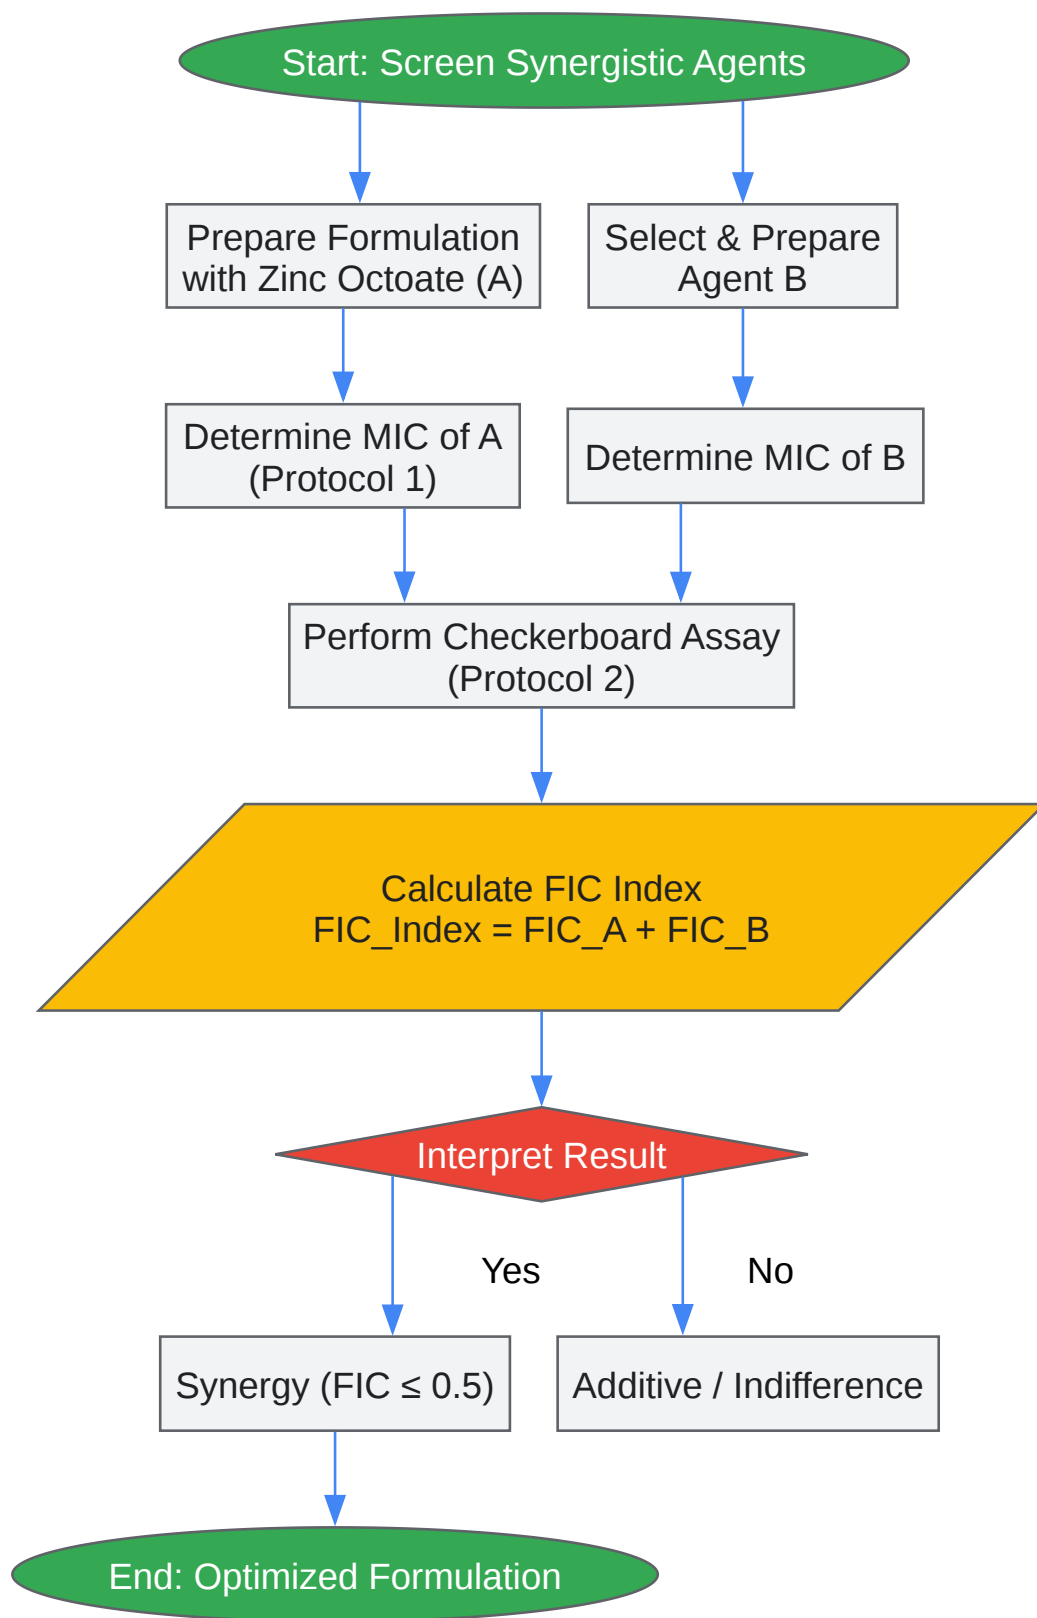 Start: Screen Synergistic Agents
Prepare Formulation
with Zinc Octoate (A)
Select & Prepare
Agent B
Determine MIC of A
(Protocol 1)
Determine MIC of B
Perform Checkerboard Assay
(Protocol 2)
Calculate FIC Index
FIC_Index = FIC_A + FIC_B
Interpret Result
Yes
No
Synergy (FIC ≤ 0.5)
Additive / Indifference
End: Optimized Formulation